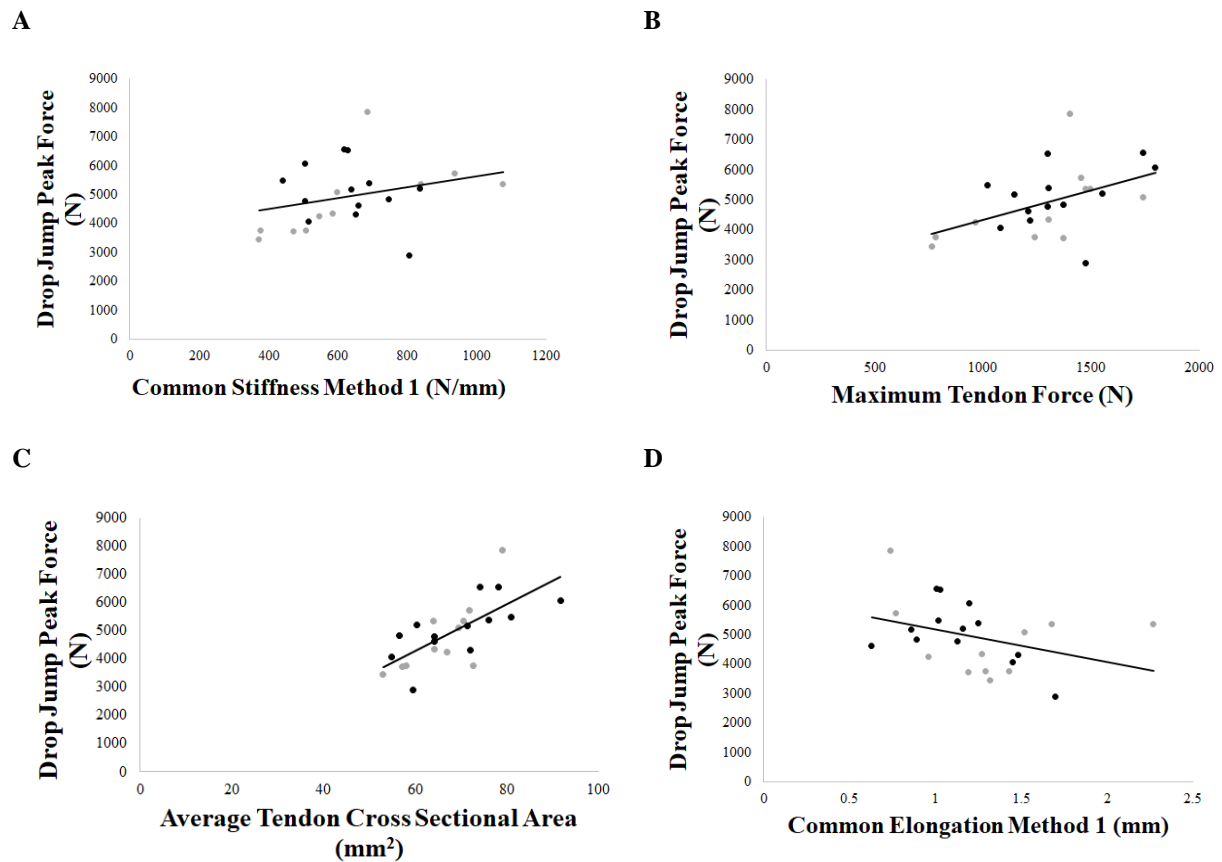 A
Drop Jump Peak Force
(N)
9000
8000
7000
6000
5000
4000
3000
2000
1000
0
0 200 400 600 800 1000 1200
Common Stiffness Method 1 (N/mm)
B
Drop Jump Peak Force
(N)
9000
8000
7000
6000
5000
4000
3000
2000
1000
0
0 500 1000 1500 2000
Maximum Tendon Force (N)
C
Drop Jump Peak Force
(N)
9000
8000
7000
6000
5000
4000
3000
2000
1000
0
0 20 40 60 80 100
Average Tendon Cross Sectional Area
(mm²)
D
Drop Jump Peak Force
(N)
9000
8000
7000
6000
5000
4000
3000
2000
1000
0
0 0.5 1 1.5 2 2.5
Common Elongation Method 1 (mm)